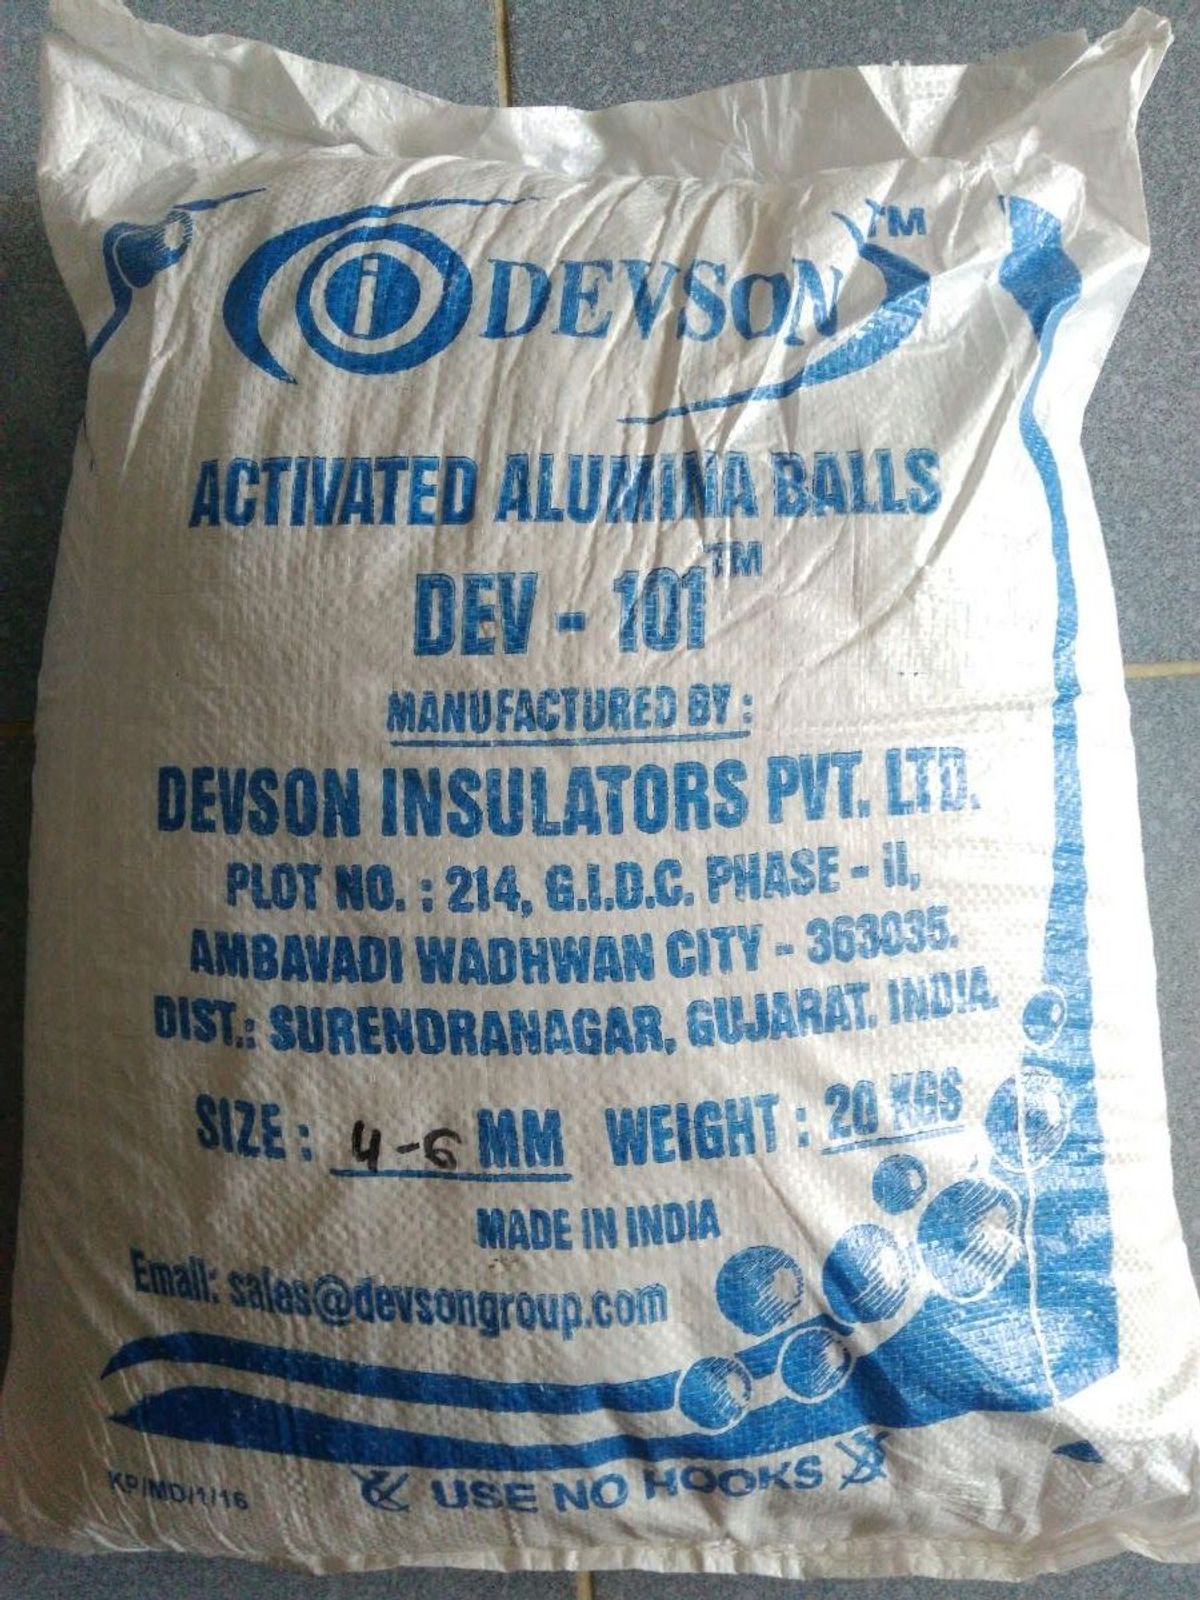 i DEVSON TM
ACTIVATED ALUMINA BALLS
DEV - 101 TM
MANUFACTURED BY :
DEVSON INSULATORS PVT. LTD.
PLOT NO. : 214, G.I.D.C. PHASE - II,
AMBAVADI WADHWAN CITY - 363035.
DIST.: SURENDRANAGAR, GUJARAT. INDIA.
SIZE : 4-6 MM WEIGHT : 20 KGS
MADE IN INDIA
Email: sales@devsongroup.com
KP/MD/1/16
USE NO HOOKS